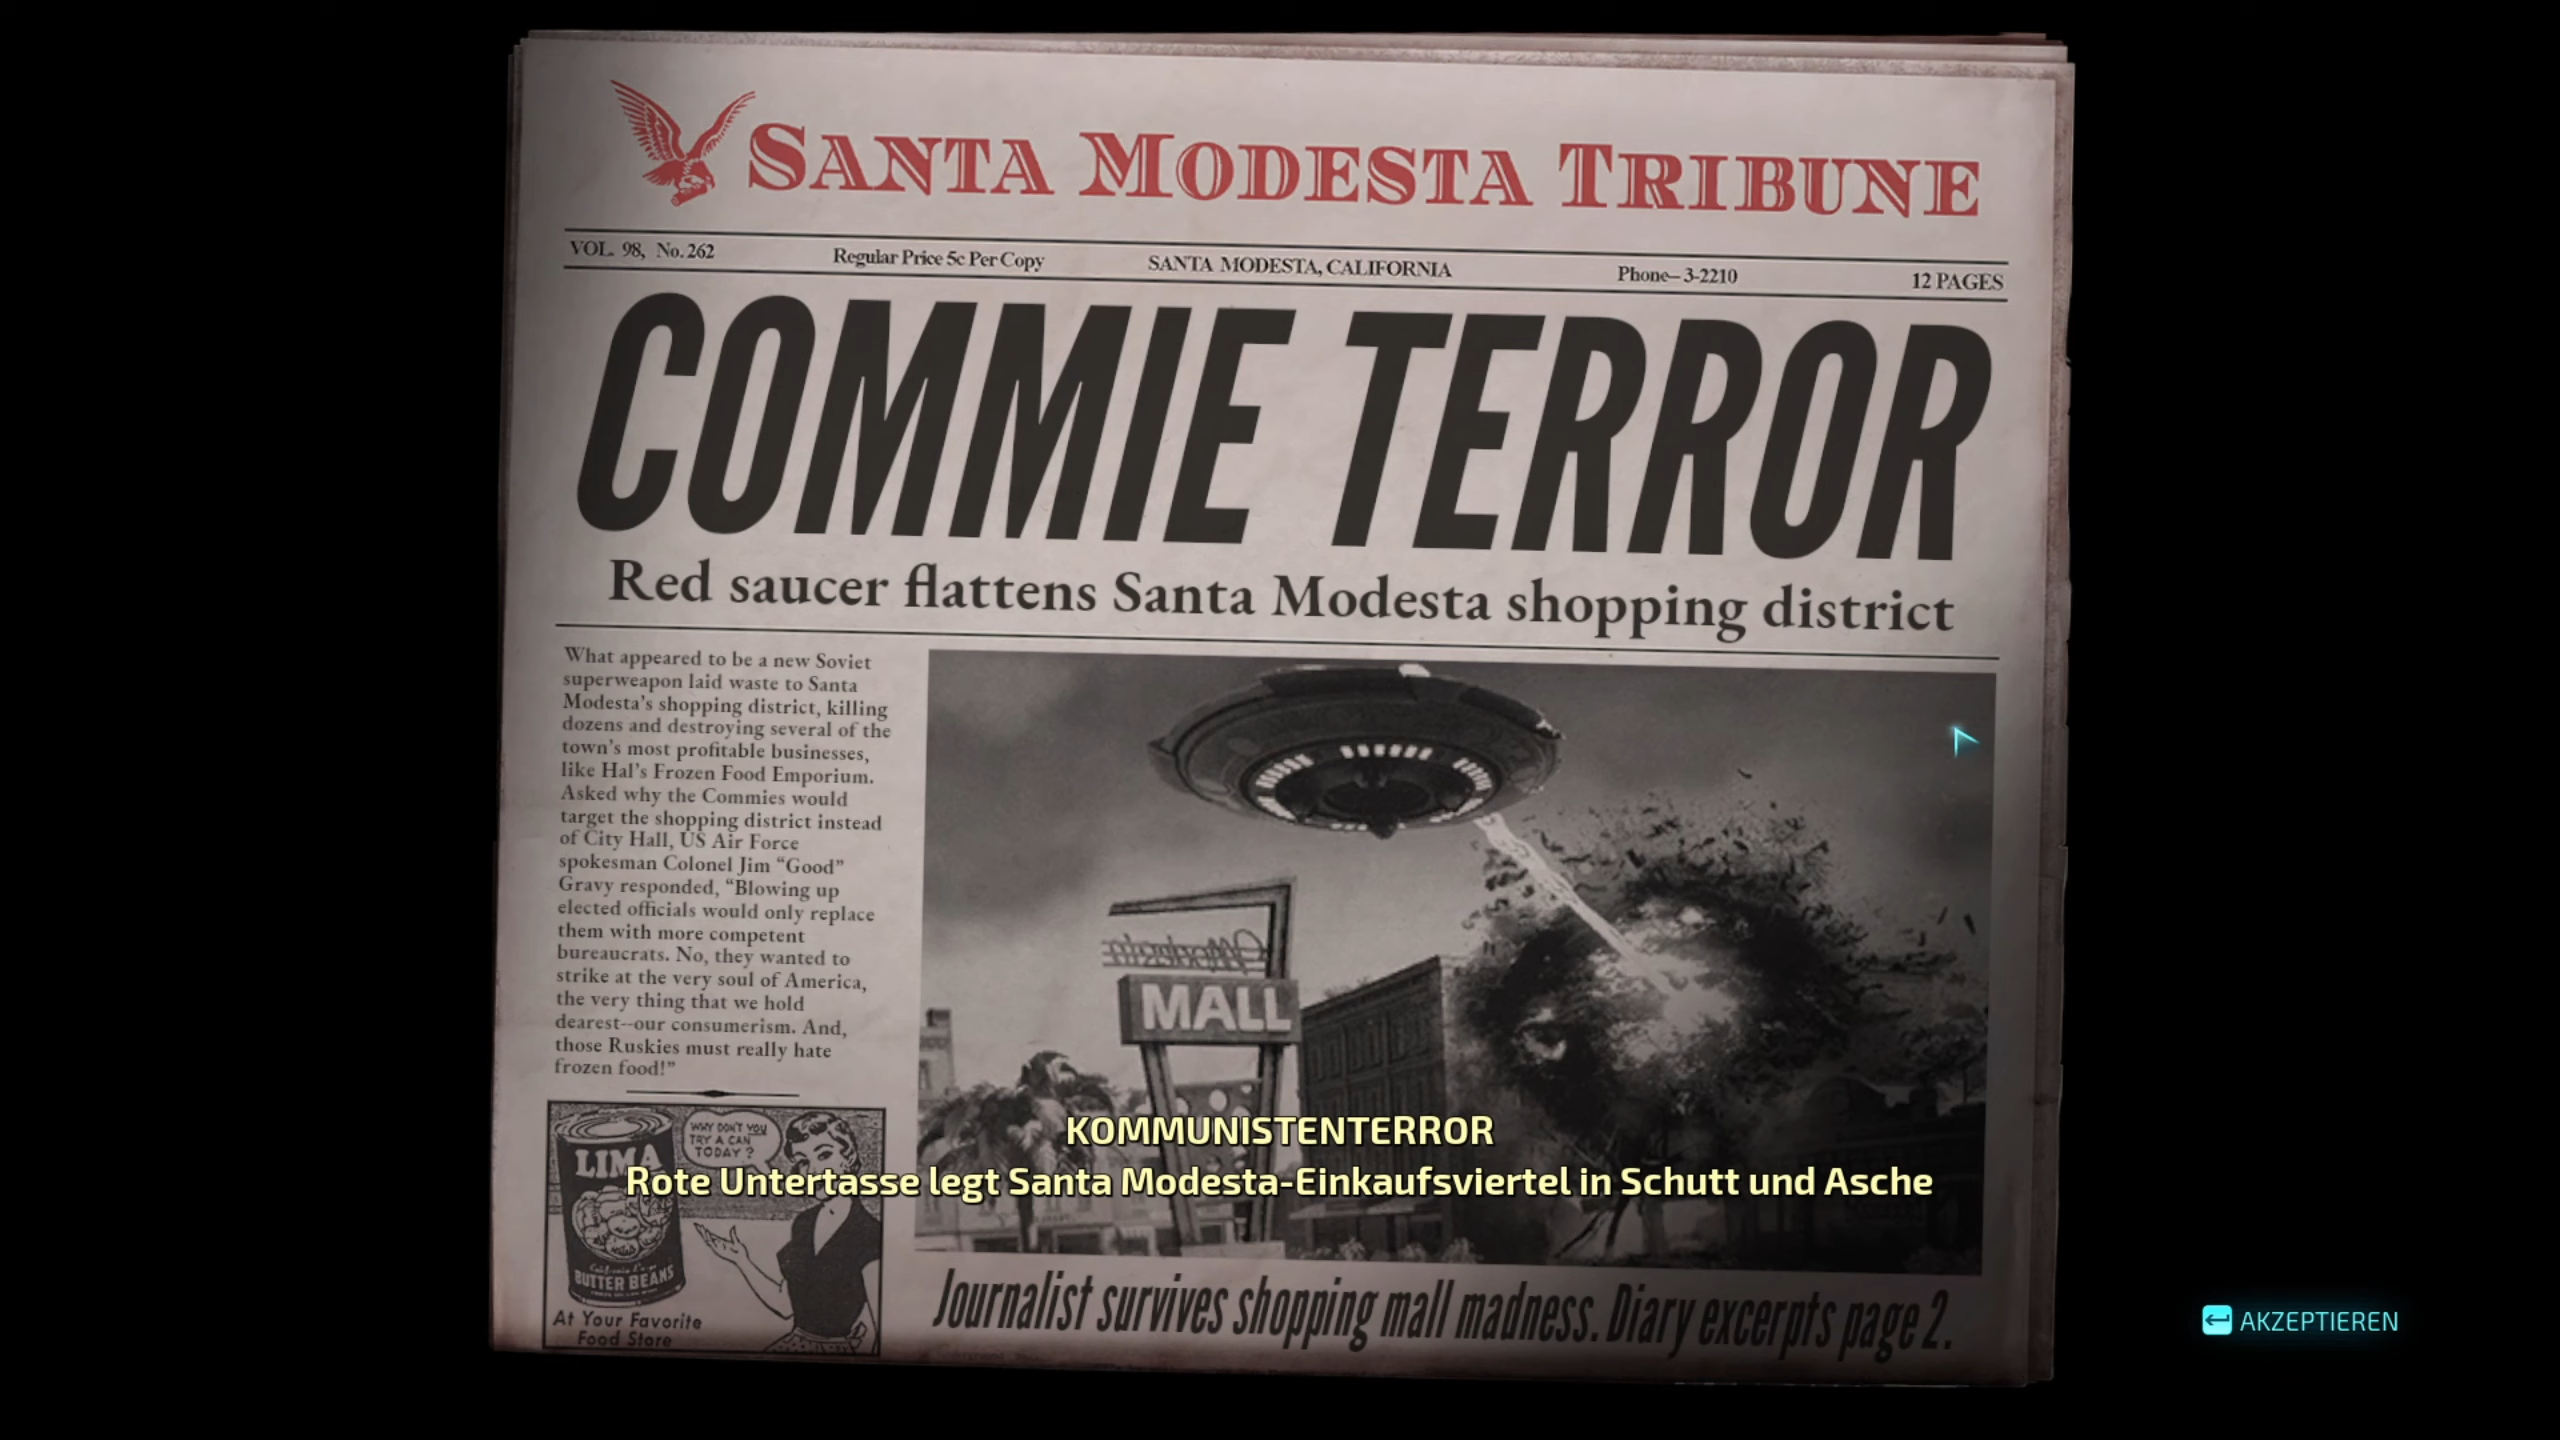 SANTA MODESTA TRIBUNE
VOL. 98, No. 262 Regular Price 5c Per Copy SANTA MODESTA, CALIFORNIA Phone–3-2210 12 PAGES
COMMIE TERROR
Red saucer flattens Santa Modesta shopping district
What appeared to be a new Soviet
superweapon laid waste to Santa
Modesta's shopping district, killing
dozens and destroying several of the
town's most profitable businesses,
like Hal's Frozen Food Emporium.
Asked why the Commies would
target the shopping district instead
of City Hall, US Air Force
spokesman Colonel Jim “Good”
Gravy responded, “Blowing up
elected officials would only replace
them with more competent
bureaucrats. No, they wanted to
strike at the very soul of America,
the very thing that we hold
dearest--our consumerism. And,
those Ruskies must really hate
frozen food!”
WHY DON'T YOU
TRY A CAN
TODAY?
LIMA
BUTTER BEANS
At Your Favorite
Food Store
MALL
KOMMUNISTENTERROR
Rote Untertasse legt Santa Modesta-Einkaufsviertel in Schutt und Asche
Journalist survives shopping mall madness. Diary excerpts page 2.
AKZEPTIEREN